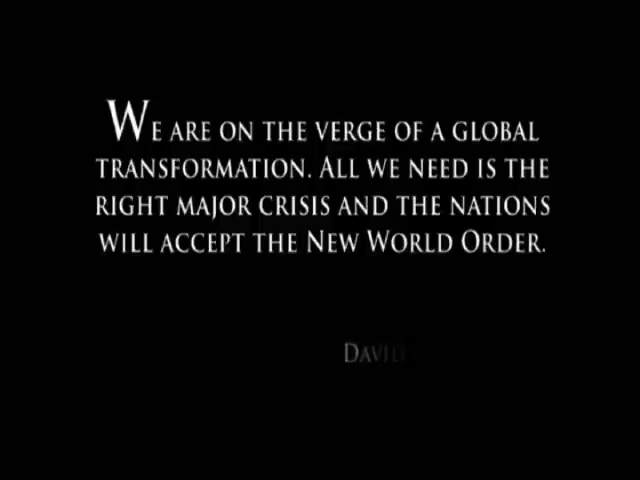 We are on the verge of a global
transformation. All we need is the
right major crisis and the nations
will accept the New World Order.
David